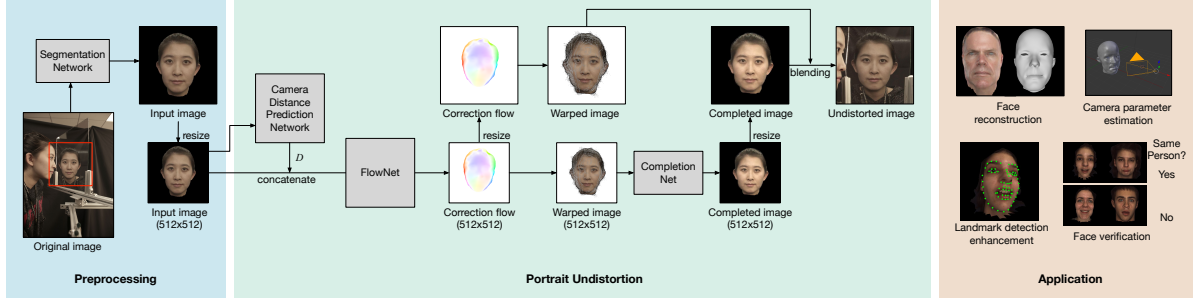 Segmentation
Network
Input image
resize
Input image
(512x512)
Original image
Preprocessing
Camera
Distance
Prediction
Network
D
concatenate
FlowNet
Correction flow
resize
Correction flow
(512x512)
Warped image
Warped image
(512x512)
Completion
Net
Completed image
resize
Completed image
(512x512)
blending
Undistorted image
Portrait Undistortion
Face
reconstruction
Camera parameter
estimation
Landmark detection
enhancement
Same
Person?
Yes
No
Face verification
Application